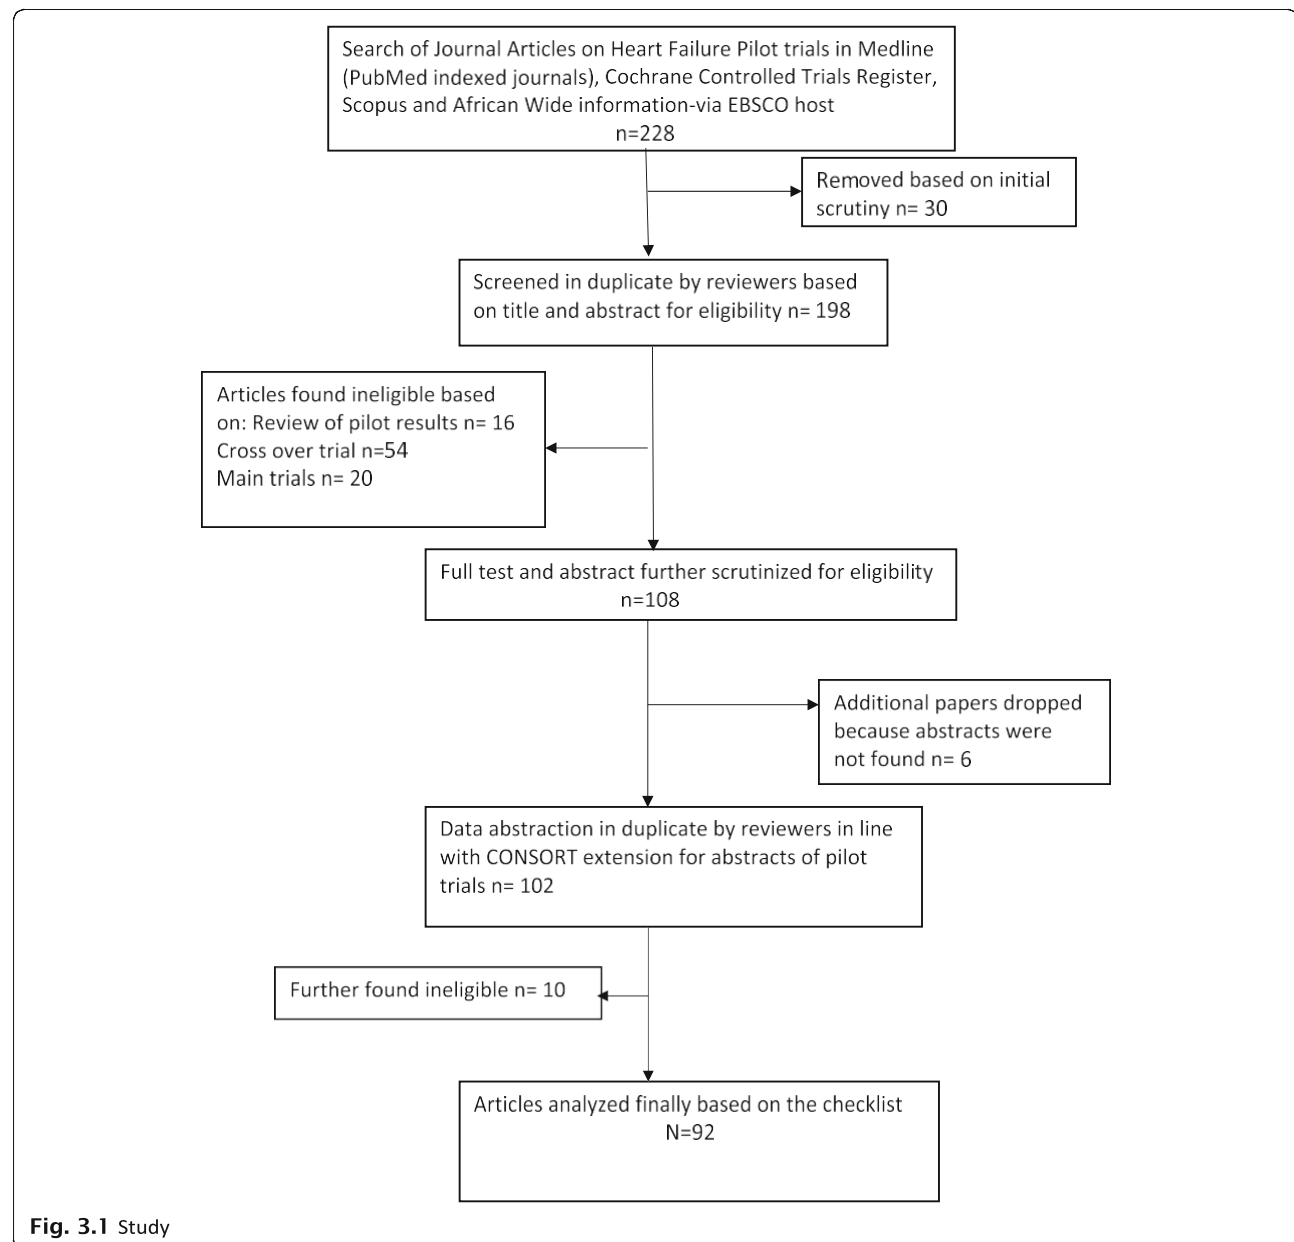 Search of Journal Articles on Heart Failure Pilot trials in Medline
(PubMed indexed journals), Cochrane Controlled Trials Register,
Scopus and African Wide information-via EBSCO host
n=228
Removed based on initial
scrutiny n= 30
Screened in duplicate by reviewers based
on title and abstract for eligibility n= 198
Articles found ineligible based
on: Review of pilot results n= 16
Cross over trial n=54
Main trials n= 20
Full test and abstract further scrutinized for eligibility
n=108
Additional papers dropped
because abstracts were
not found n= 6
Data abstraction in duplicate by reviewers in line
with CONSORT extension for abstracts of pilot
trials n= 102
Further found ineligible n= 10
Articles analyzed finally based on the checklist
N=92
Fig. 3.1 Study